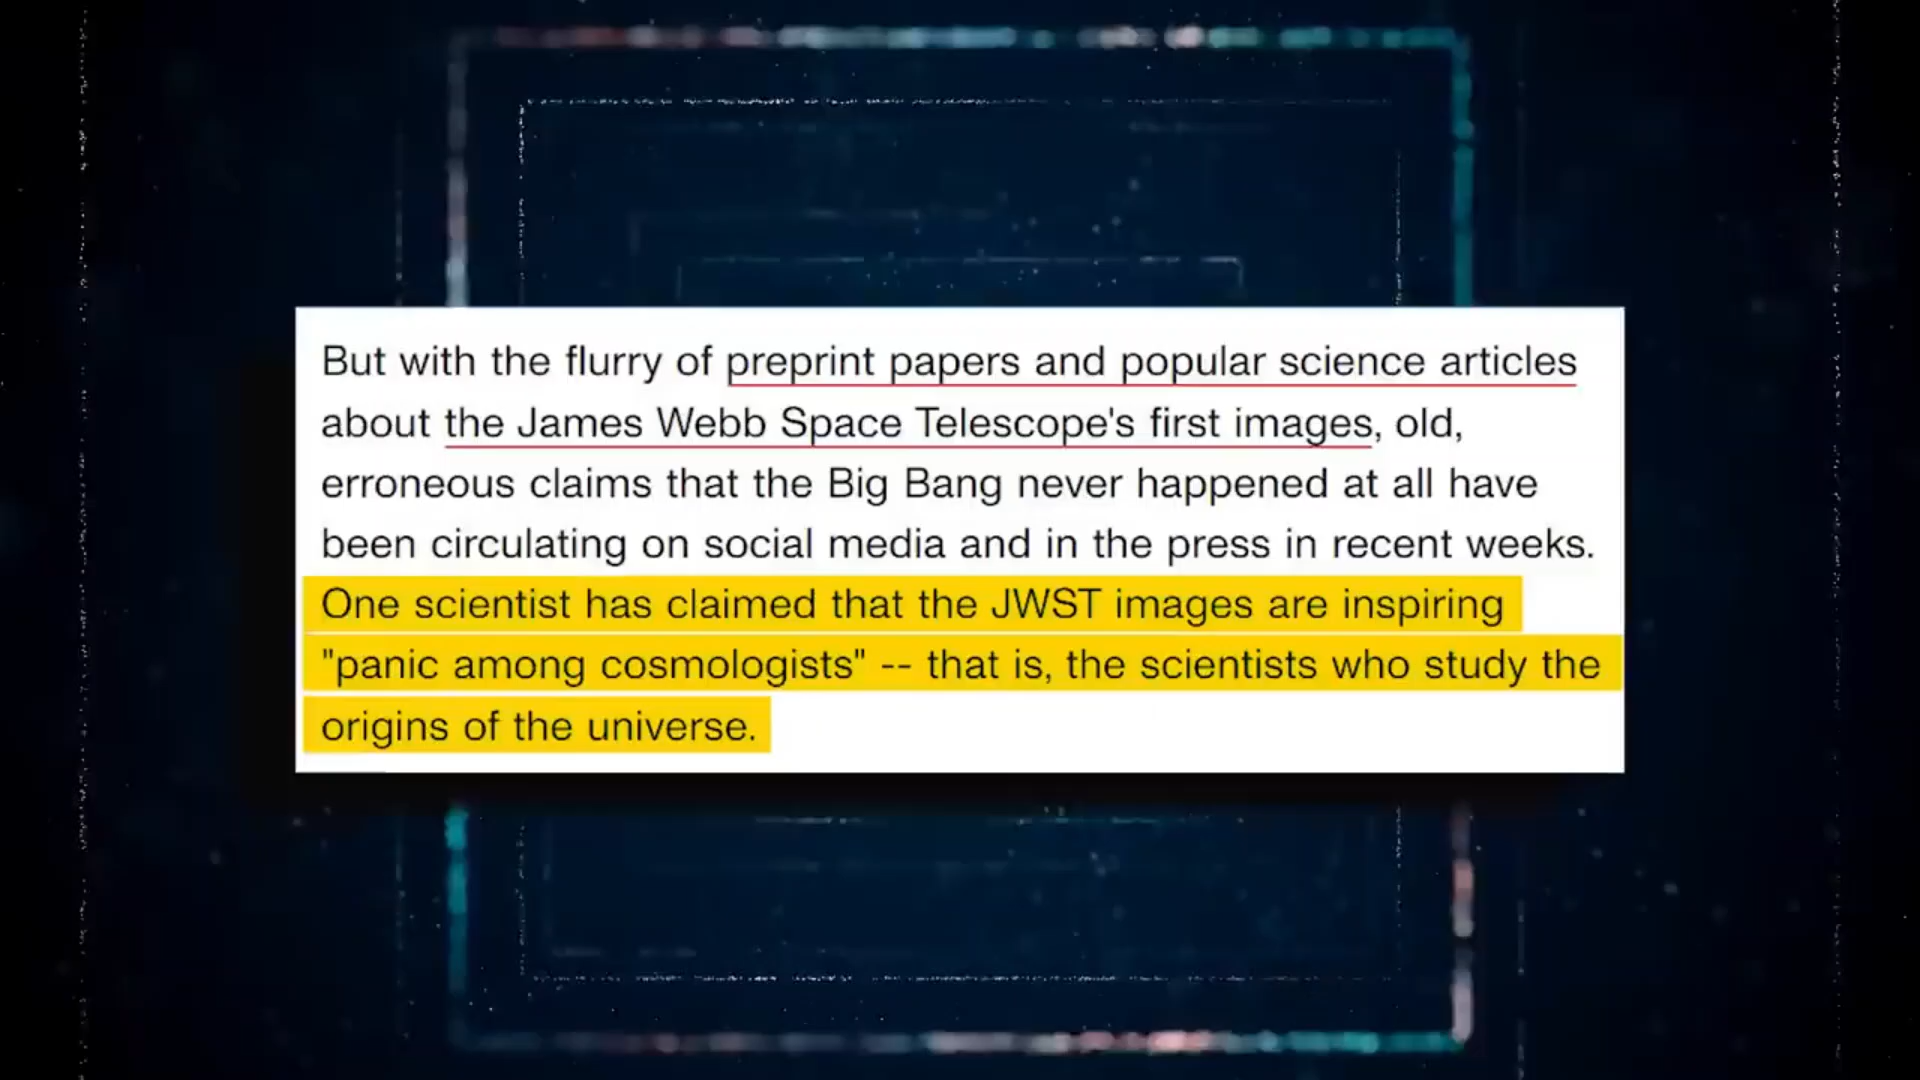 But with the flurry of preprint papers and popular science articles
about the James Webb Space Telescope's first images, old,
erroneous claims that the Big Bang never happened at all have
been circulating on social media and in the press in recent weeks.
One scientist has claimed that the JWST images are inspiring
"panic among cosmologists" -- that is, the scientists who study the
origins of the universe.